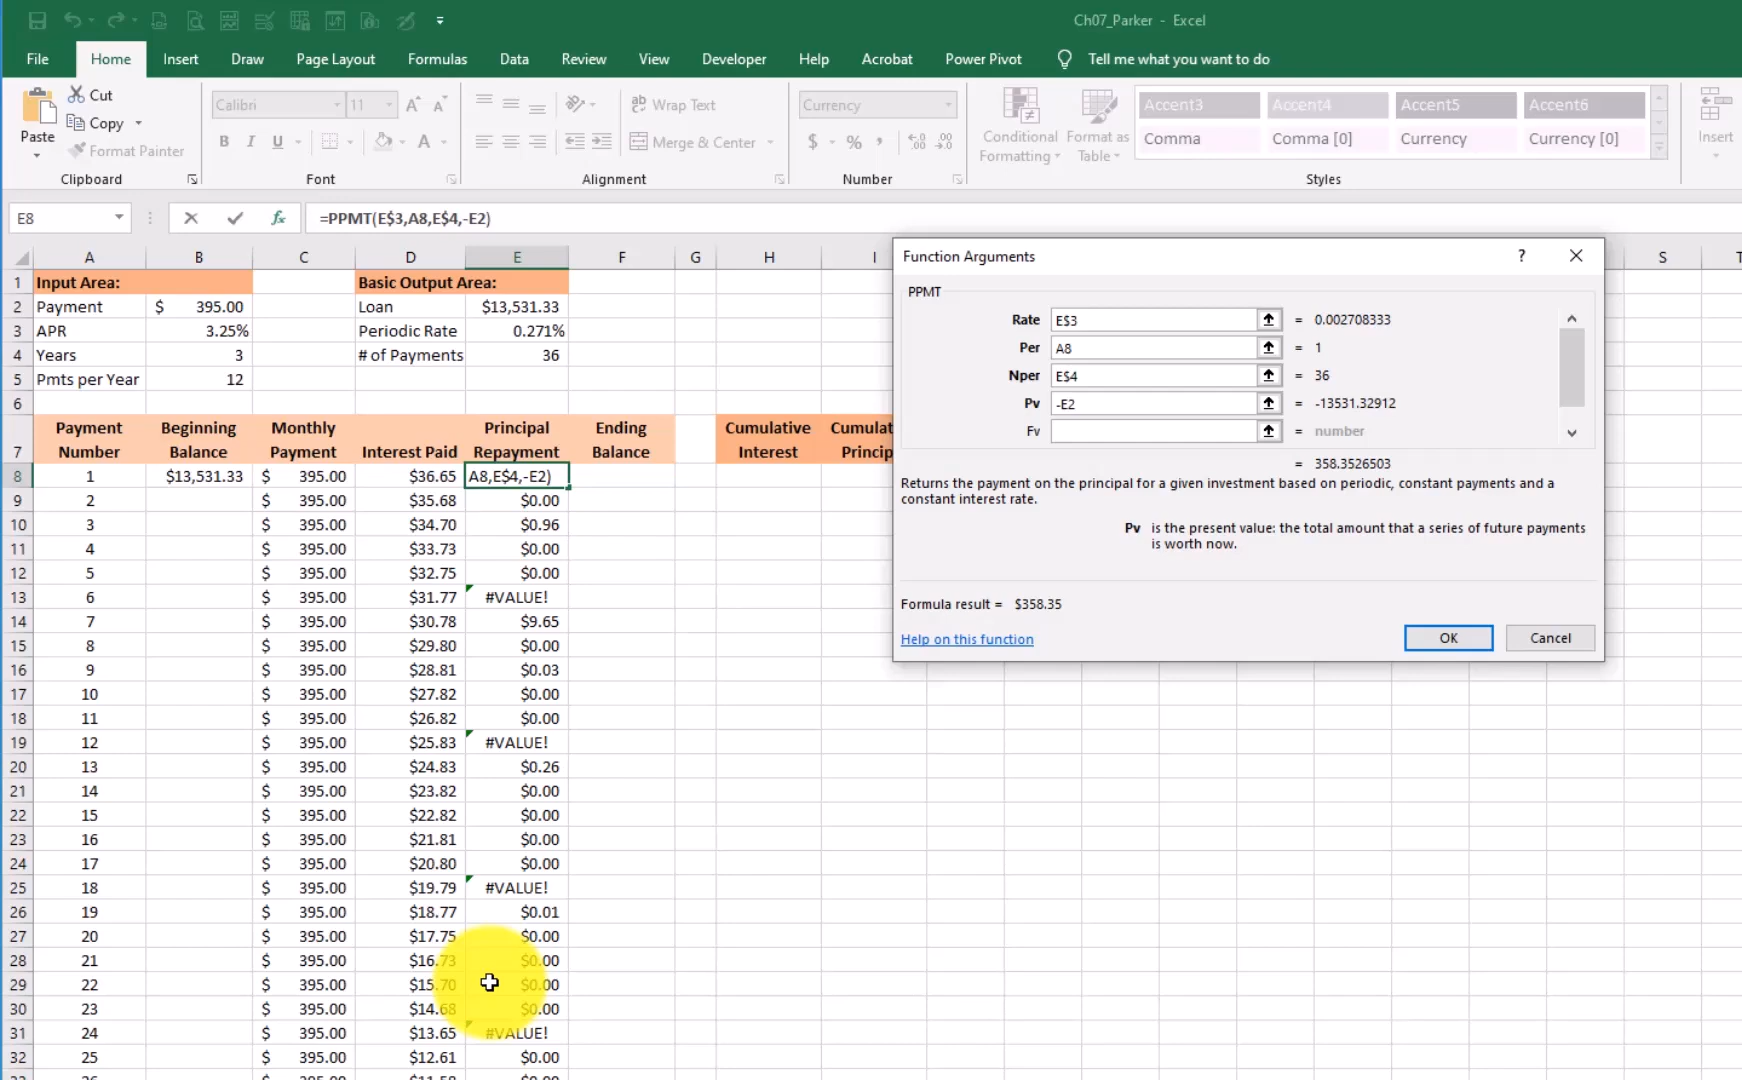 Ch07_Parker - Excel
File Home Insert Draw Page Layout Formulas Data Review View Developer Help Acrobat Power Pivot Tell me what you want to do
Paste
Cut
Copy
Format Painter
Clipboard
Calibri 11
B I U
Font
Wrap Text
Merge & Center
Alignment
Currency
$ % ,
Number
Conditional Formatting
Format as Table
Accent3 Accent4 Accent5 Accent6
Comma Comma [0] Currency Currency [0]
Styles
Insert
E8 fx =PPMT(E$3,A8,E$4,-E2)
A B C D E F G H I S T
1 Input Area: Basic Output Area:
2 Payment $ 395.00 Loan $13,531.33
3 APR 3.25% Periodic Rate 0.271%
4 Years 3 # of Payments 36
5 Pmts per Year 12
6
7 Payment Number Beginning Balance Monthly Payment Interest Paid Principal Repayment Ending Balance Cumulative Interest Cumulat Princip
8 1 $13,531.33 $ 395.00 $36.65 A8,E$4,-E2)
9 2 $ 395.00 $35.68 $0.00
10 3 $ 395.00 $34.70 $0.96
11 4 $ 395.00 $33.73 $0.00
12 5 $ 395.00 $32.75 $0.00
13 6 $ 395.00 $31.77 #VALUE!
14 7 $ 395.00 $30.78 $9.65
15 8 $ 395.00 $29.80 $0.00
16 9 $ 395.00 $28.81 $0.03
17 10 $ 395.00 $27.82 $0.00
18 11 $ 395.00 $26.82 $0.00
19 12 $ 395.00 $25.83 #VALUE!
20 13 $ 395.00 $24.83 $0.26
21 14 $ 395.00 $23.82 $0.00
22 15 $ 395.00 $22.82 $0.00
23 16 $ 395.00 $21.81 $0.00
24 17 $ 395.00 $20.80 $0.00
25 18 $ 395.00 $19.79 #VALUE!
26 19 $ 395.00 $18.77 $0.01
27 20 $ 395.00 $17.75 $0.00
28 21 $ 395.00 $16.73 $0.00
29 22 $ 395.00 $15.70 $0.00
30 23 $ 395.00 $14.68 $0.00
31 24 $ 395.00 $13.65 #VALUE!
32 25 $ 395.00 $12.61 $0.00
Function Arguments ?
PPMT
Rate E$3 = 0.002708333
Per A8 = 1
Nper E$4 = 36
Pv -E2 = -13531.32912
Fv = number
= 358.3526503
Returns the payment on the principal for a given investment based on periodic, constant payments and a
constant interest rate.
Pv is the present value: the total amount that a series of future payments
is worth now.
Formula result = $358.35
Help on this function
OK Cancel